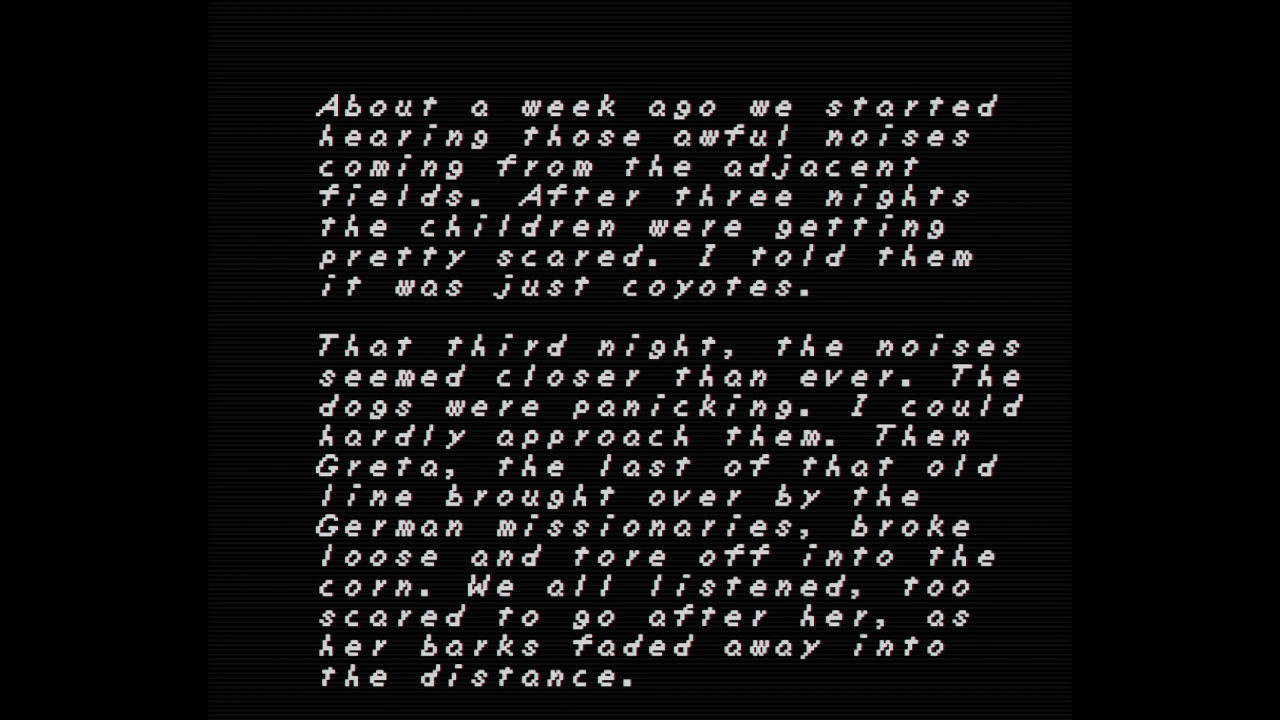 About a week ago we started
hearing those awful noises
coming from the adjacent
fields. After three nights
the children were getting
pretty scared. I told them
it was just coyotes.
That third night, the noises
seemed closer than ever. The
dogs were panicking. I could
hardly approach them. Then
Greta, the last of that old
line brought over by the
German missionaries, broke
loose and tore off into the
corn. We all listened, too
scared to go after her, as
her barks faded away into
the distance.